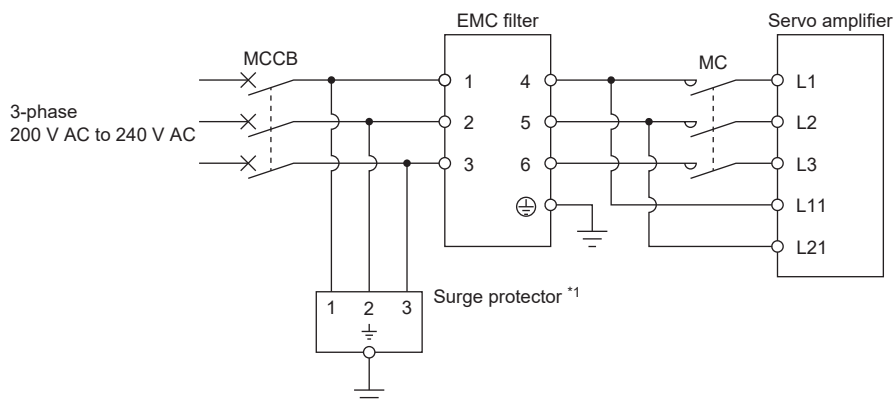 EMC filter
Servo amplifier
MCCB
MC
3-phase
200 V AC to 240 V AC
1
4
L1
2
5
L2
3
6
L3
L11
L21
Surge protector *1
1 2 3